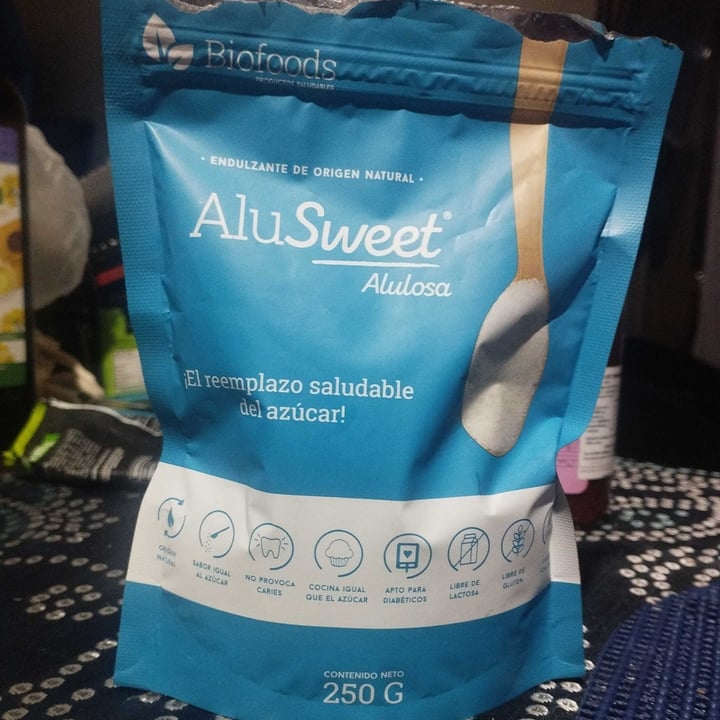 Biofoods
PRODUCTOS SALUDABLES
• ENDULZANTE DE ORIGEN NATURAL •
AluSweet®
Alulosa
¡El reemplazo saludable
del azúcar!
ORIGEN
NATURAL
SABOR IGUAL
AL AZÚCAR
NO PROVOCA
CARIES
COCINA IGUAL
QUE EL AZÚCAR
APTO PARA
DIABÉTICOS
LIBRE DE
LACTOSA
LIBRE DE
GLUTEN
CONTENIDO NETO
250 G